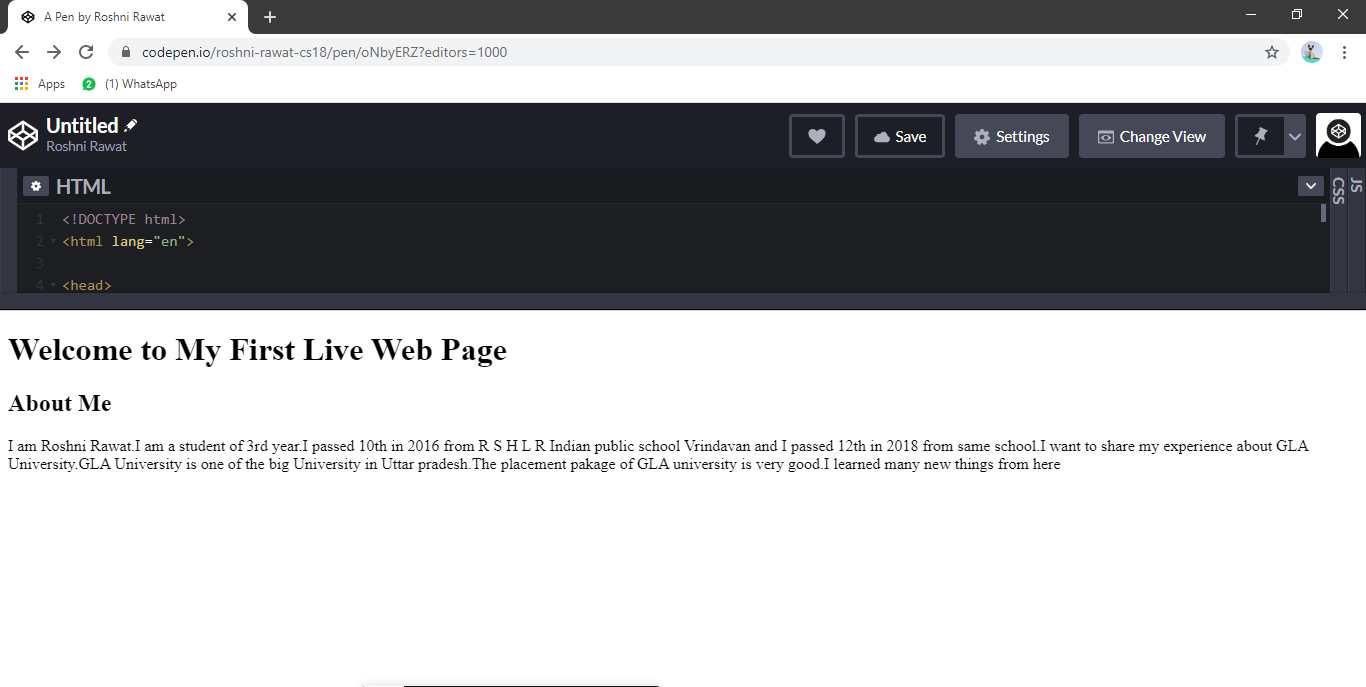 A Pen by Roshni Rawat
codepen.io/roshni-rawat-cs18/pen/oNbyERZ?editors=1000
Apps 2 (1) WhatsApp
Untitled
Roshni Rawat
Save Settings Change View
HTML CSS JS
1 <!DOCTYPE html>
2 <html lang="en">
3
4 <head>
Welcome to My First Live Web Page
About Me
I am Roshni Rawat.I am a student of 3rd year.I passed 10th in 2016 from R S H L R Indian public school Vrindavan and I passed 12th in 2018 from same school.I want to share my experience about GLA
University.GLA University is one of the big University in Uttar pradesh.The placement pakage of GLA university is very good.I learned many new things from here